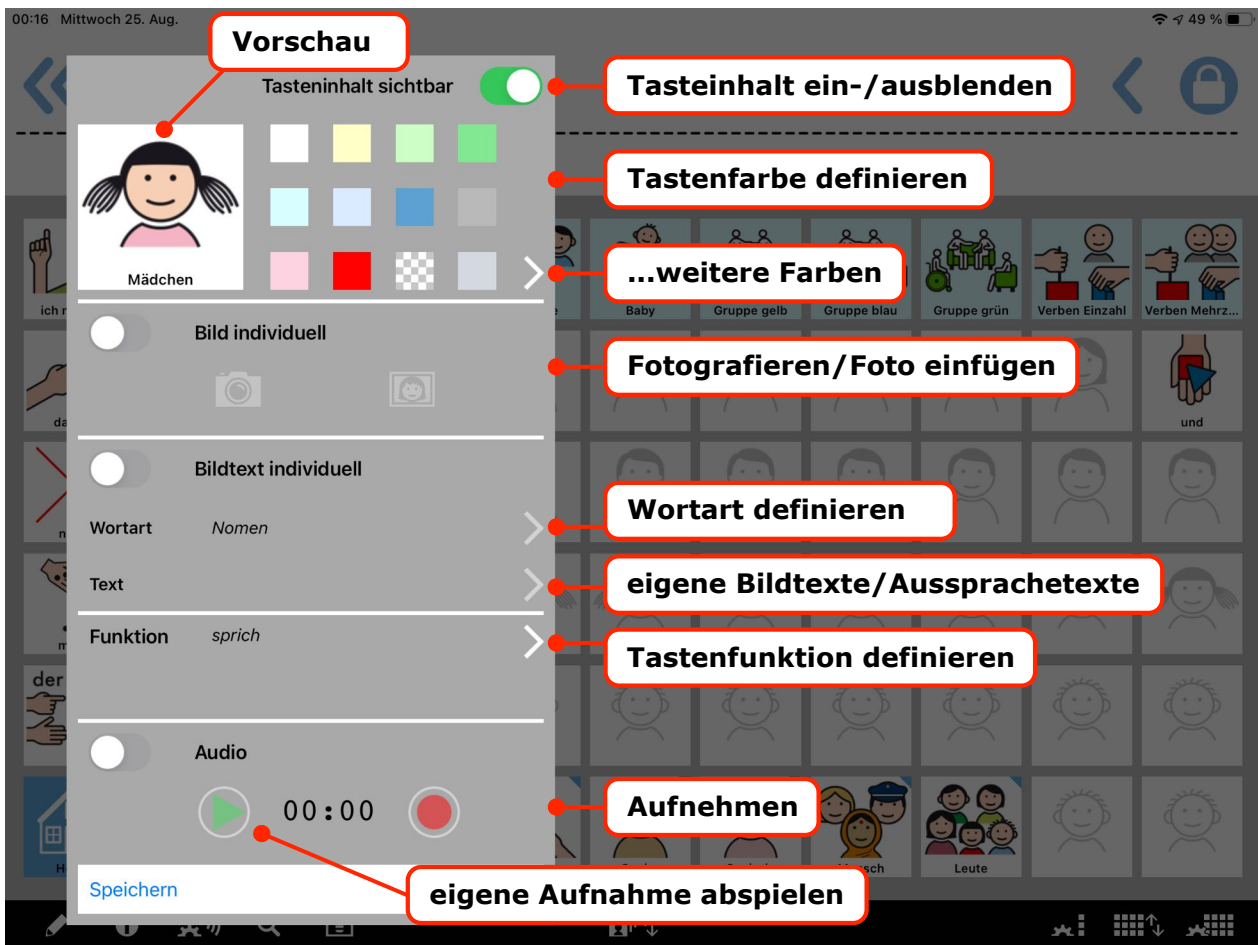 00:16 Mittwoch 25. Aug.
49 %
Vorschau
Tasteninhalt sichtbar
Tasteinhalt ein-/ausblenden
Tastenfarbe definieren
...weitere Farben
Mädchen
ich
Baby
Gruppe gelb
Gruppe blau
Gruppe grün
Verben Einzahl
Verben Mehrz...
Bild individuell
Fotografieren/Foto einfügen
und
Bildtext individuell
Wortart definieren
Wortart
Nomen
Text
eigene Bildtexte/Aussprachetexte
Funktion
sprich
Tastenfunktion definieren
der
Audio
Aufnehmen
00:00
Leute
Speichern
eigene Aufnahme abspielen